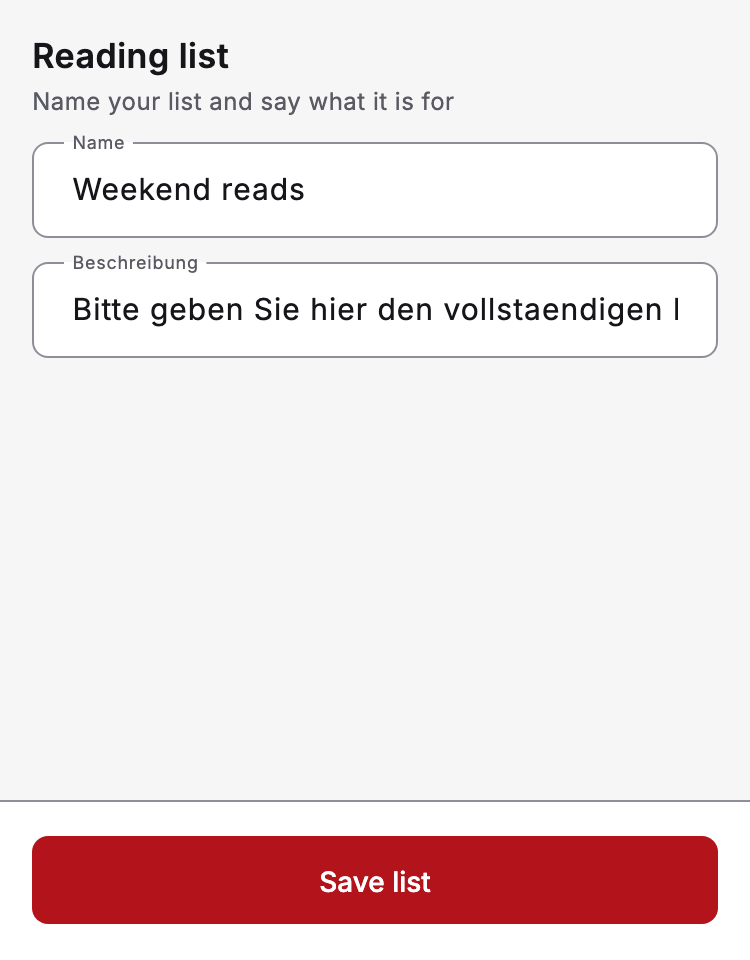 Reading list
Name your list and say what it is for
Name
Weekend reads
Beschreibung
Bitte geben Sie hier den vollstaendigen
Save list